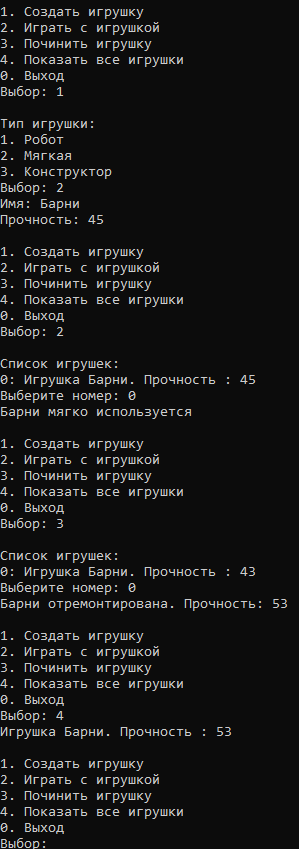 1. Создать игрушку
2. Играть с игрушкой
3. Починить игрушку
4. Показать все игрушки
0. Выход
Выбор: 1
Тип игрушки:
1. Робот
2. Мягкая
3. Конструктор
Выбор: 2
Имя: Барни
Прочность: 45
1. Создать игрушку
2. Играть с игрушкой
3. Починить игрушку
4. Показать все игрушки
0. Выход
Выбор: 2
Список игрушек:
0: Игрушка Барни. Прочность : 45
Выберите номер: 0
Барни мягко используется
1. Создать игрушку
2. Играть с игрушкой
3. Починить игрушку
4. Показать все игрушки
0. Выход
Выбор: 3
Список игрушек:
0: Игрушка Барни. Прочность : 43
Выберите номер: 0
Барни отремонтирована. Прочность: 53
1. Создать игрушку
2. Играть с игрушкой
3. Починить игрушку
4. Показать все игрушки
0. Выход
Выбор: 4
Игрушка Барни. Прочность : 53
1. Создать игрушку
2. Играть с игрушкой
3. Починить игрушку
4. Показать все игрушки
0. Выход
Выбор: